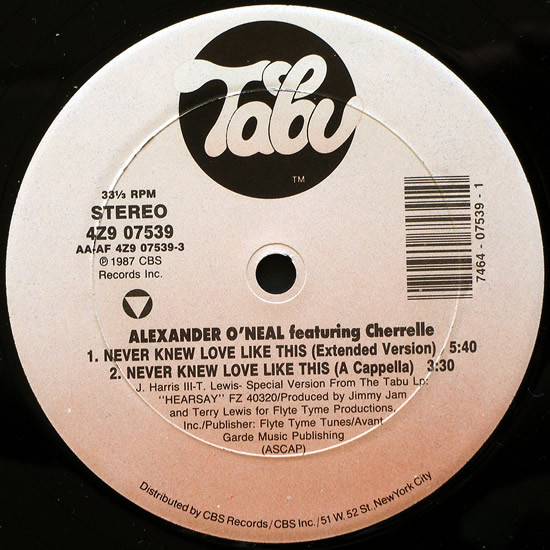 Tabu
TM
33⅓ RPM
STEREO
4Z9 07539
AA-AF 4Z9 07539-3
℗ 1987 CBS
Records Inc.
7464 - 07539 - 1
ALEXANDER O'NEAL featuring Cherrelle
1. NEVER KNEW LOVE LIKE THIS (Extended Version) 5:40
2. NEVER KNEW LOVE LIKE THIS (A Cappella) 3:30
J. Harris III-T. Lewis- Special Version From The Tabu Lp:
"HEARSAY" FZ 40320/Produced by Jimmy Jam
and Terry Lewis for Flyte Tyme Productions,
Inc./Publisher: Flyte Tyme Tunes/Avant
Garde Music Publishing
(ASCAP)
Distributed by CBS Records/CBS Inc./51 W. 52 St., New York City